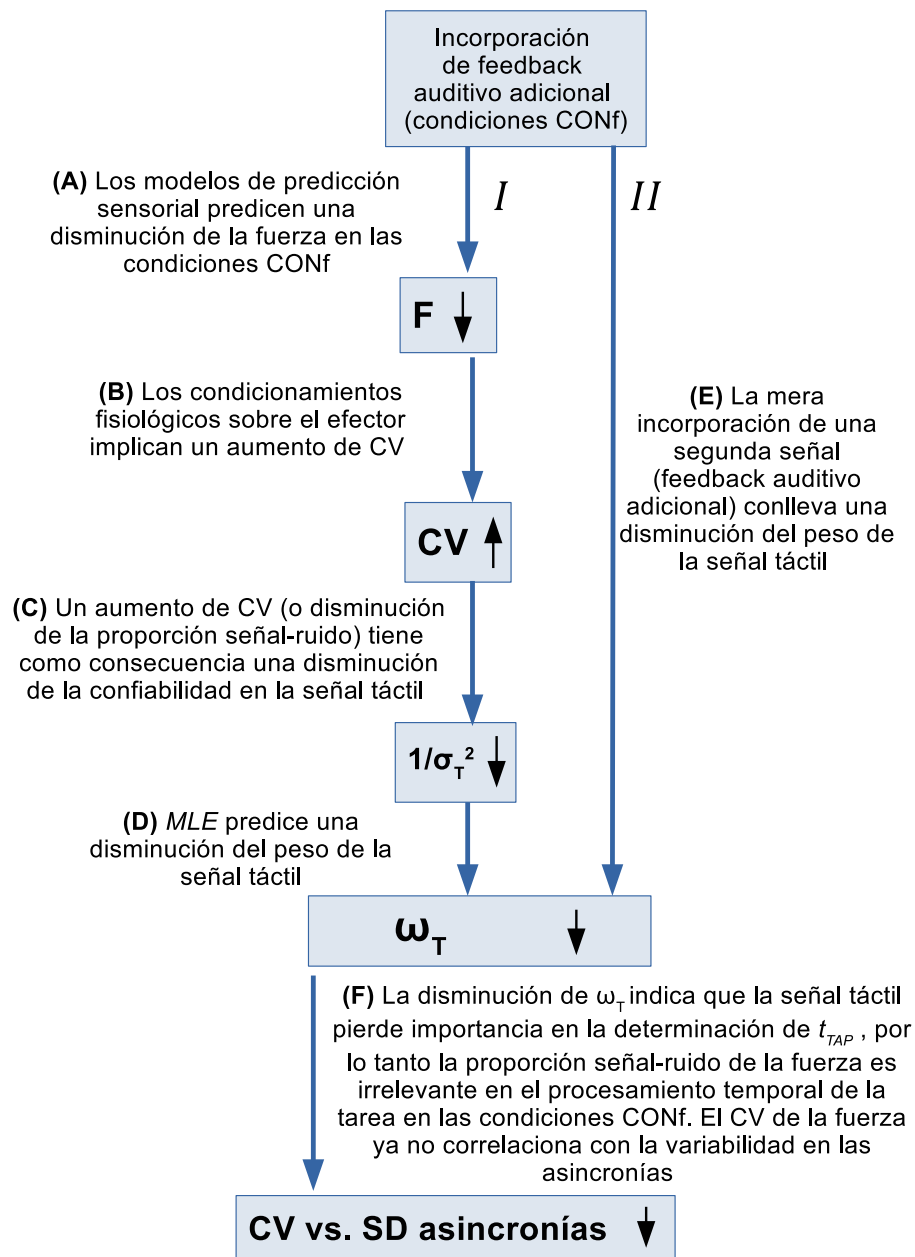 Incorporación
de feedback
auditivo adicional
(condiciones CONf)
(A) Los modelos de predicción
sensorial predicen una
disminución de la fuerza en las
condiciones CONf
I
II
F ↓
(B) Los condicionamientos
fisiológicos sobre el efector
implican un aumento de CV
(E) La mera
incorporación de una
segunda señal
(feedback auditivo
adicional) conlleva una
disminución del peso de
la señal táctil
CV ↑
(C) Un aumento de CV (o disminución
de la proporción señal-ruido) tiene
como consecuencia una disminución
de la confiabilidad en la señal táctil
1/σ_T² ↓
(D) MLE predice una
disminución del peso de la
señal táctil
ω_T ↓
(F) La disminución de ω_T indica que la señal táctil
pierde importancia en la determinación de t_TAP , por
lo tanto la proporción señal-ruido de la fuerza es
irrelevante en el procesamiento temporal de la
tarea en las condiciones CONf. El CV de la fuerza
ya no correlaciona con la variabilidad en las
asincronías
CV vs. SD asincronías ↓